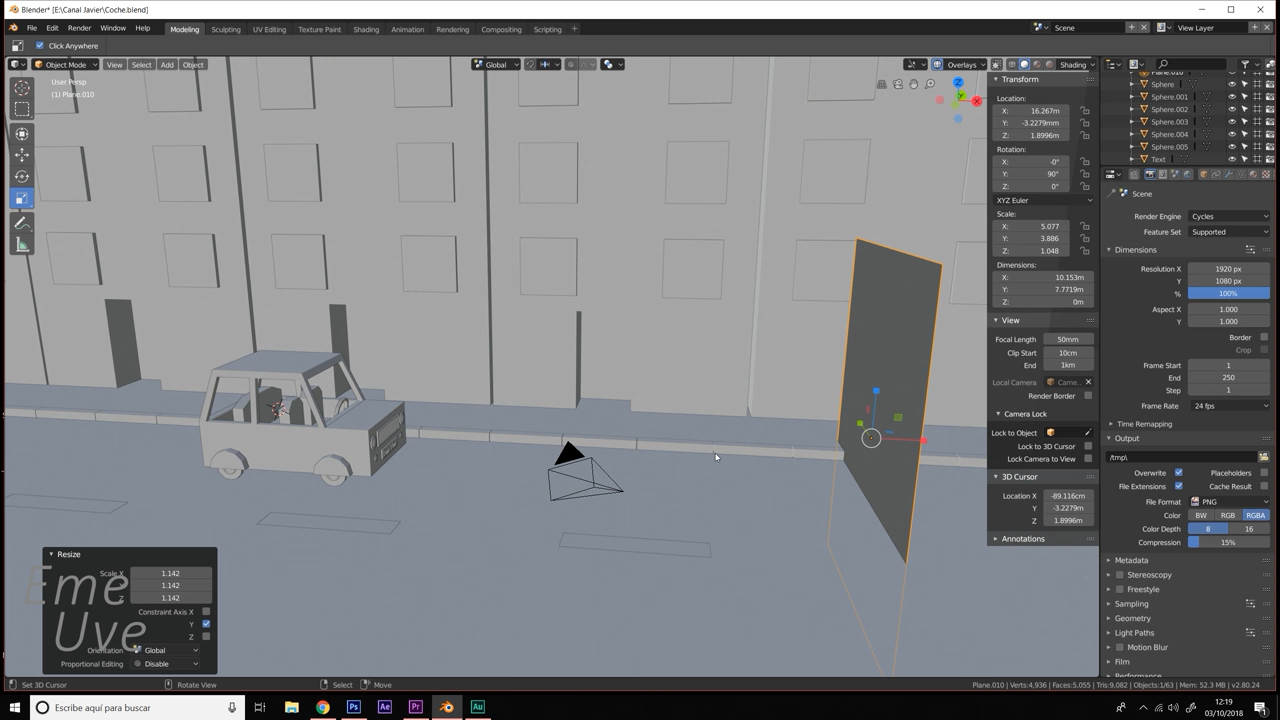 Blender* [E:\Canal Javier\Coche.blend]
File Edit Render Window Help
Modeling Sculpting UV Editing Texture Paint Shading Animation Rendering Compositing Scripting +
Scene
View Layer
Click Anywhere
Object Mode View Select Add Object
Global
Overlays
Shading
User Persp
(1) Plane.010
Transform
Location:
X: 16.267m
Y: -3.2279mm
Z: 1.8996m
Rotation:
X: -0°
Y: 90°
Z: 0°
XYZ Euler
Scale:
X: 5.077
Y: 3.886
Z: 1.048
Dimensions:
X: 10.153m
Y: 7.7719m
Z: 0m
View
Focal Length 50mm
Clip Start 10cm
End 1km
Local Camera Came...
Render Border
Camera Lock
Lock to Object
Lock to 3D Cursor
Lock Camera to View
3D Cursor
Location X -89.116cm
Y -3.2279m
Z 1.8996m
Annotations
Plane.010
Sphere
Sphere.001
Sphere.002
Sphere.003
Sphere.004
Sphere.005
Text
Scene
Render Engine Cycles
Feature Set Supported
Dimensions
Resolution X 1920 px
Y 1080 px
% 100%
Aspect X 1.000
Y 1.000
Border
Crop
Frame Start 1
End 250
Step 1
Frame Rate 24 fps
Time Remapping
Output
/tmp\
Overwrite Placeholders
File Extensions Cache Result
File Format PNG
Color BW RGB RGBA
Color Depth 8 16
Compression 15%
Metadata
Stereoscopy
Freestyle
Sampling
Geometry
Light Paths
Motion Blur
Film
Performance
Resize
Scale X 1.142
1.142
Z 1.142
Constraint Axis X
Y
Z
Orientation Global
Proportional Editing Disable
Eme
Uve
Set 3D Cursor Rotate View Select Move
Plane.010 | Verts:4,936 | Faces:5,055 | Tris:9,082 | Objects:1/63 | Mem: 52.3 MB | v2.80.24
Escribe aquí para buscar
12:19
03/10/2018